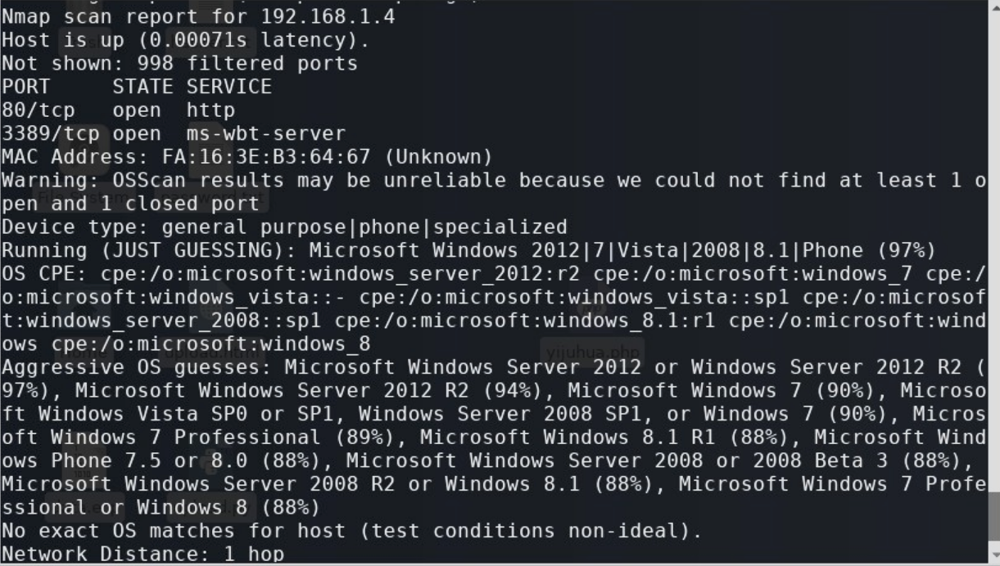 Nmap scan report for 192.168.1.4
Host is up (0.00071s latency).
Not shown: 998 filtered ports
PORT     STATE SERVICE
80/tcp   open  http
3389/tcp open  ms-wbt-server
MAC Address: FA:16:3E:B3:64:67 (Unknown)
Warning: OSScan results may be unreliable because we could not find at least 1 o
pen and 1 closed port
Device type: general purpose|phone|specialized
Running (JUST GUESSING): Microsoft Windows 2012|7|Vista|2008|8.1|Phone (97%)
OS CPE: cpe:/o:microsoft:windows_server_2012:r2 cpe:/o:microsoft:windows_7 cpe:/
o:microsoft:windows_vista::- cpe:/o:microsoft:windows_vista::sp1 cpe:/o:microsof
t:windows_server_2008::sp1 cpe:/o:microsoft:windows_8.1:r1 cpe:/o:microsoft:wind
ows cpe:/o:microsoft:windows_8
yijuhua.php
Aggressive OS guesses: Microsoft Windows Server 2012 or Windows Server 2012 R2 (
97%), Microsoft Windows Server 2012 R2 (94%), Microsoft Windows 7 (90%), Microso
ft Windows Vista SP0 or SP1, Windows Server 2008 SP1, or Windows 7 (90%), Micros
oft Windows 7 Professional (89%), Microsoft Windows 8.1 R1 (88%), Microsoft Wind
ows Phone 7.5 or 8.0 (88%), Microsoft Windows Server 2008 or 2008 Beta 3 (88%),
Microsoft Windows Server 2008 R2 or Windows 8.1 (88%), Microsoft Windows 7 Profe
ssional or Windows 8 (88%)
No exact OS matches for host (test conditions non-ideal).
Network Distance: 1 hop